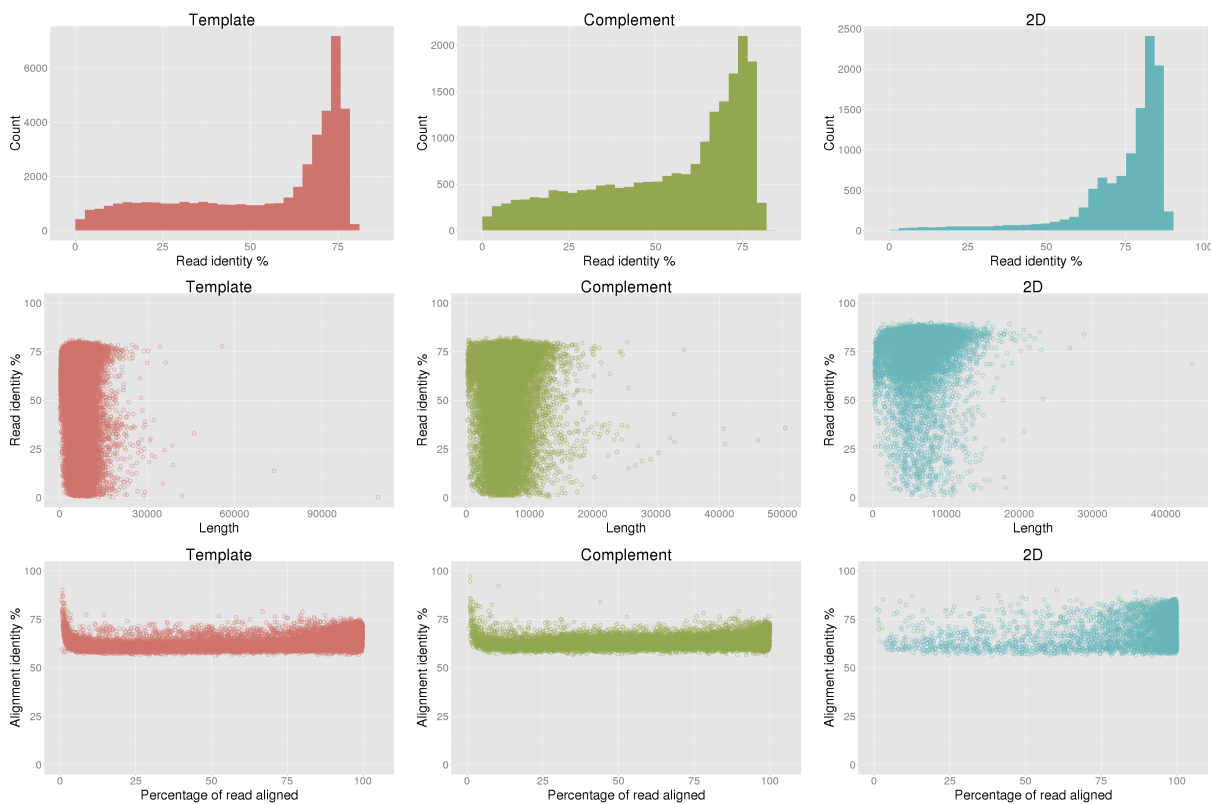 Template
Complement
2D
6000
4000
2000
0
Count
0 25 50 75
Read identity %
2000
1500
1000
500
0
Count
0 25 50 75
Read identity %
2500
2000
1500
1000
500
0
Count
0 25 50 75 100
Read identity %
Template
Complement
2D
100
75
50
25
0
Read identity %
0 30000 60000 90000
Length
100
75
50
25
0
Read identity %
0 10000 20000 30000 40000 50000
Length
100
75
50
25
0
Read identity %
0 10000 20000 30000 40000
Length
Template
Complement
2D
100
75
50
25
0
Alignment identity %
0 25 50 75 100
Percentage of read aligned
100
75
50
25
0
Alignment identity %
0 25 50 75 100
Percentage of read aligned
100
75
50
25
0
Alignment identity %
0 25 50 75 100
Percentage of read aligned